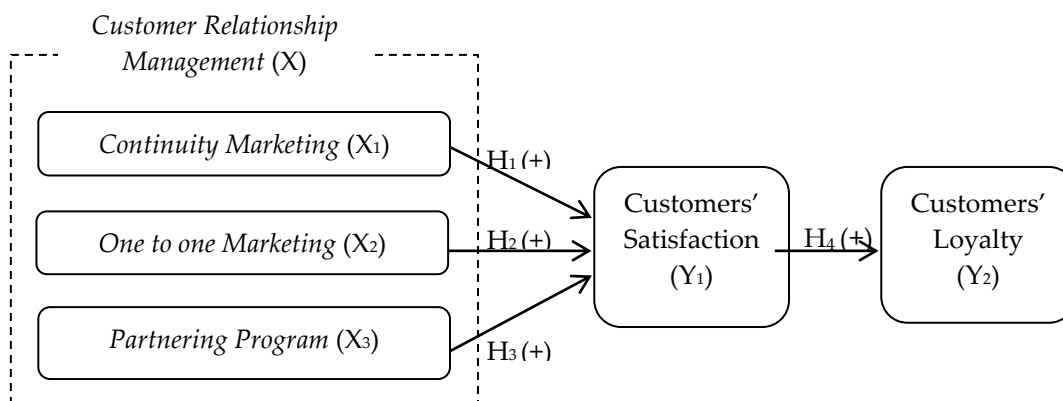 Customer Relationship
Management (X)
Continuity Marketing (X1)
H1 (+)
One to one Marketing (X2)
H2 (+)
Partnering Program (X3)
H3 (+)
Customers’
Satisfaction
(Y1)
H4 (+)
Customers’
Loyalty
(Y2)